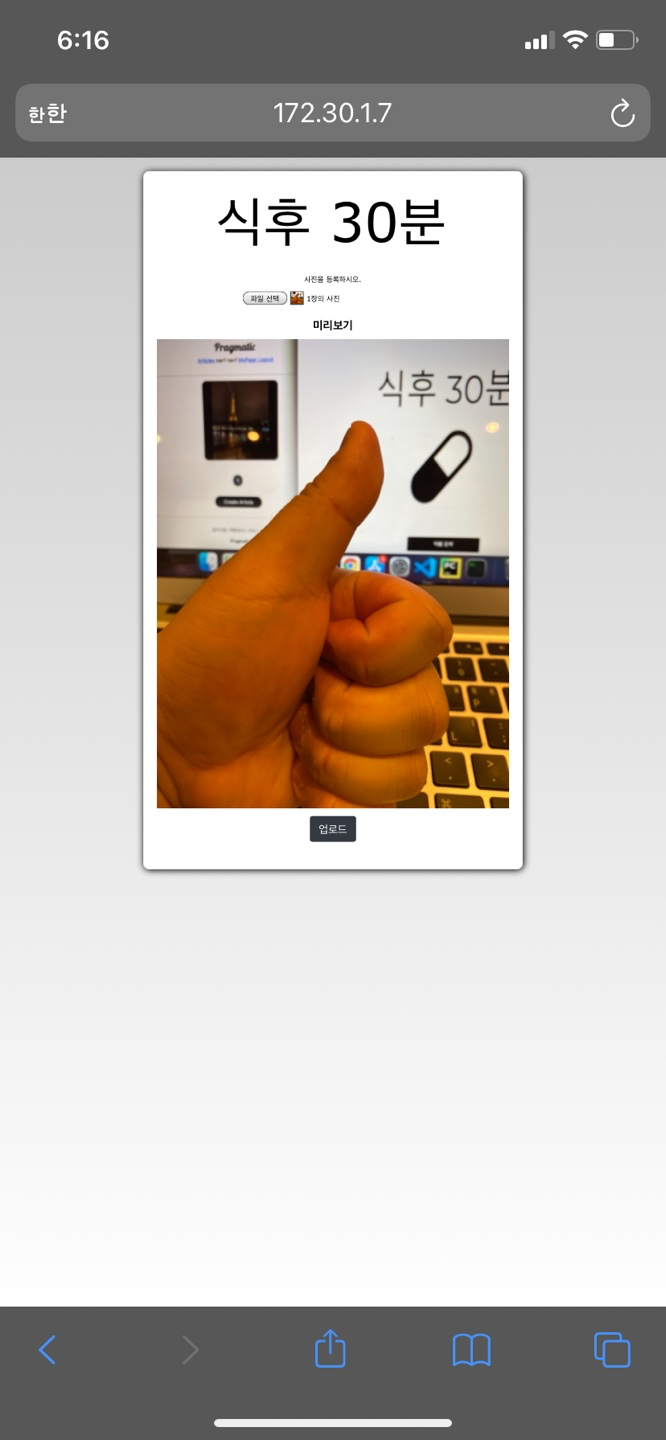 6:16
한한 172.30.1.7
식후 30분
사진을 등록하시오.
파일 선택 1장의 사진
미리보기
Pragmatic
식후 30분
업로드